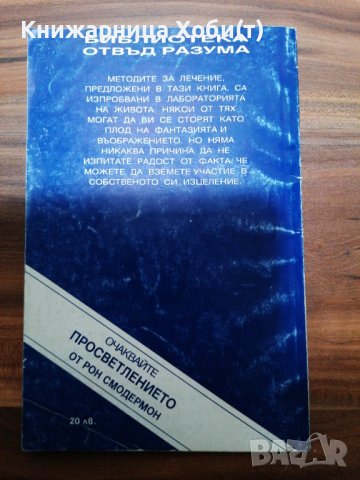 Книжарница Хоби(т)
БИБЛИОТЕКА
ОТВЪД РАЗУМА
МЕТОДИТЕ ЗА ЛЕЧЕНИЕ,
ПРЕДЛОЖЕНИ В ТАЗИ КНИГА, СА
ИЗПРОБВАНИ В ЛАБОРАТОРИЯТА
НА ЖИВОТА. НЯКОИ ОТ ТЯХ
МОГАТ ДА ВИ СЕ СТОРЯТ КАТО
ПЛОД НА ФАНТАЗИЯТА И
ВЪОБРАЖЕНИЕТО, НО НЯМА
НИКАКВА ПРИЧИНА ДА НЕ
ИЗПИТАТЕ РАДОСТ ОТ ФАКТА, ЧЕ
МОЖЕТЕ ДА ВЗЕМЕТЕ УЧАСТИЕ В
СОБСТВЕНОТО СИ ИЗЦЕЛЕНИЕ.
ОЧАКВАЙТЕ
ПРОСВЕТЛЕНИЕТО
ОТ РОН СМОДЕРМОН
20 лв.
BAZAR